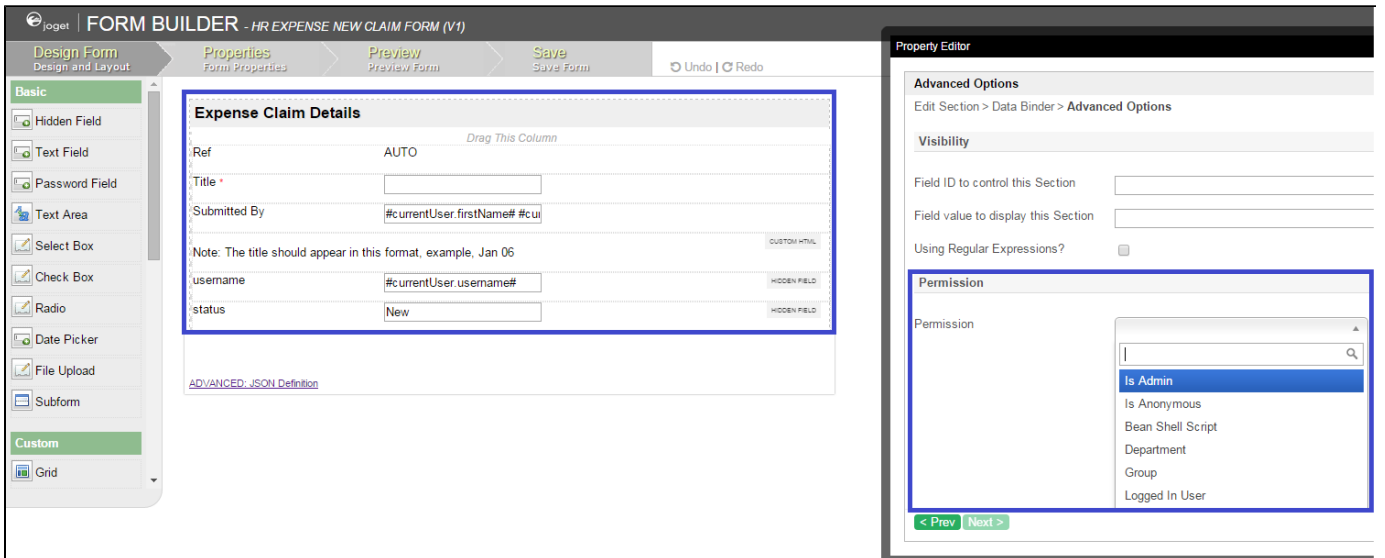 joget | FORM BUILDER - HR EXPENSE NEW CLAIM FORM (V1)
Design Form
Design and Layout
Properties
Form Properties
Preview
Preview Form
Save
Save Form
Undo | Redo
Basic
Hidden Field
Text Field
Password Field
Text Area
Select Box
Check Box
Radio
Date Picker
File Upload
Subform
Custom
Grid
Expense Claim Details
Drag This Column
Ref AUTO
Title *
Submitted By #currentUser.firstName# #cur
CUSTOM HTML
Note: The title should appear in this format, example, Jan 06
username #currentUser.username# HIDDEN FIELD
status New HIDDEN FIELD
ADVANCED: JSON Definition
Property Editor
Advanced Options
Edit Section > Data Binder > Advanced Options
Visibility
Field ID to control this Section
Field value to display this Section
Using Regular Expressions?
Permission
Permission
Is Admin
Is Anonymous
Bean Shell Script
Department
Group
Logged In User
< Prev Next >